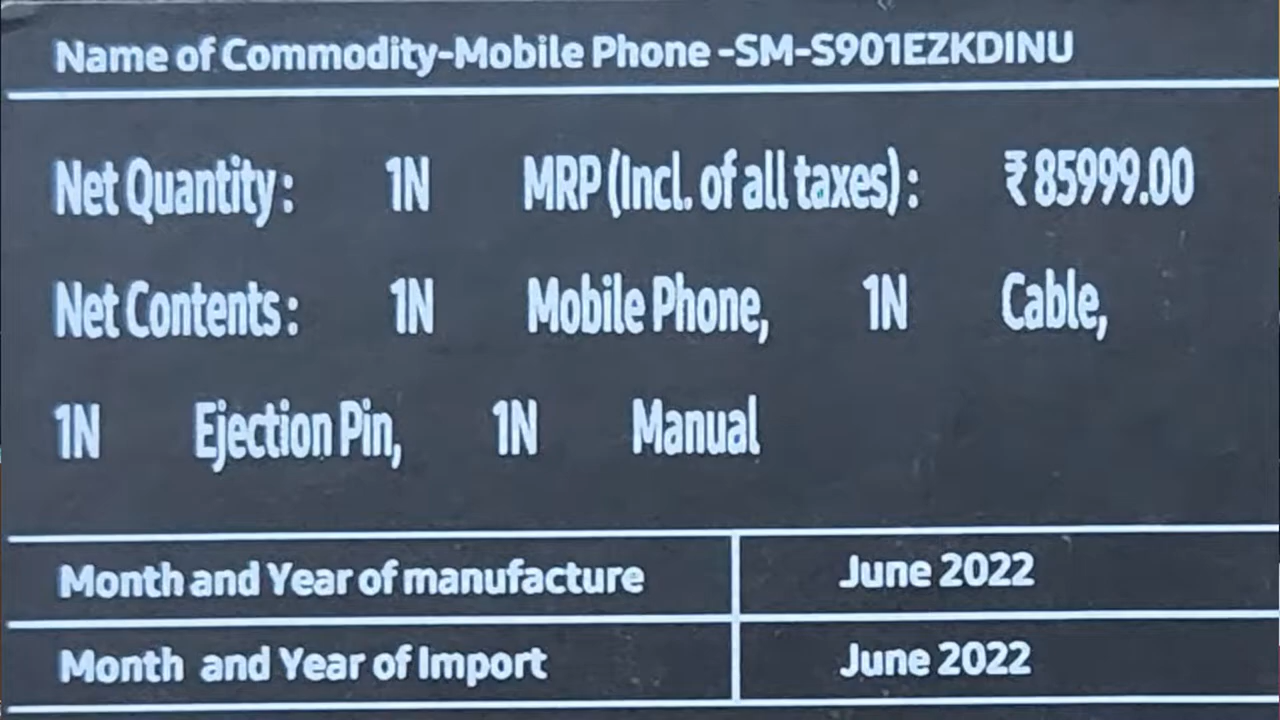 Name of Commodity-Mobile Phone -SM-S901EZKDINU
Net Quantity : 1N MRP (Incl. of all taxes) : ₹ 85999.00
Net Contents : 1N Mobile Phone, 1N Cable,
1N Ejection Pin, 1N Manual
Month and Year of manufacture June 2022
Month and Year of Import June 2022